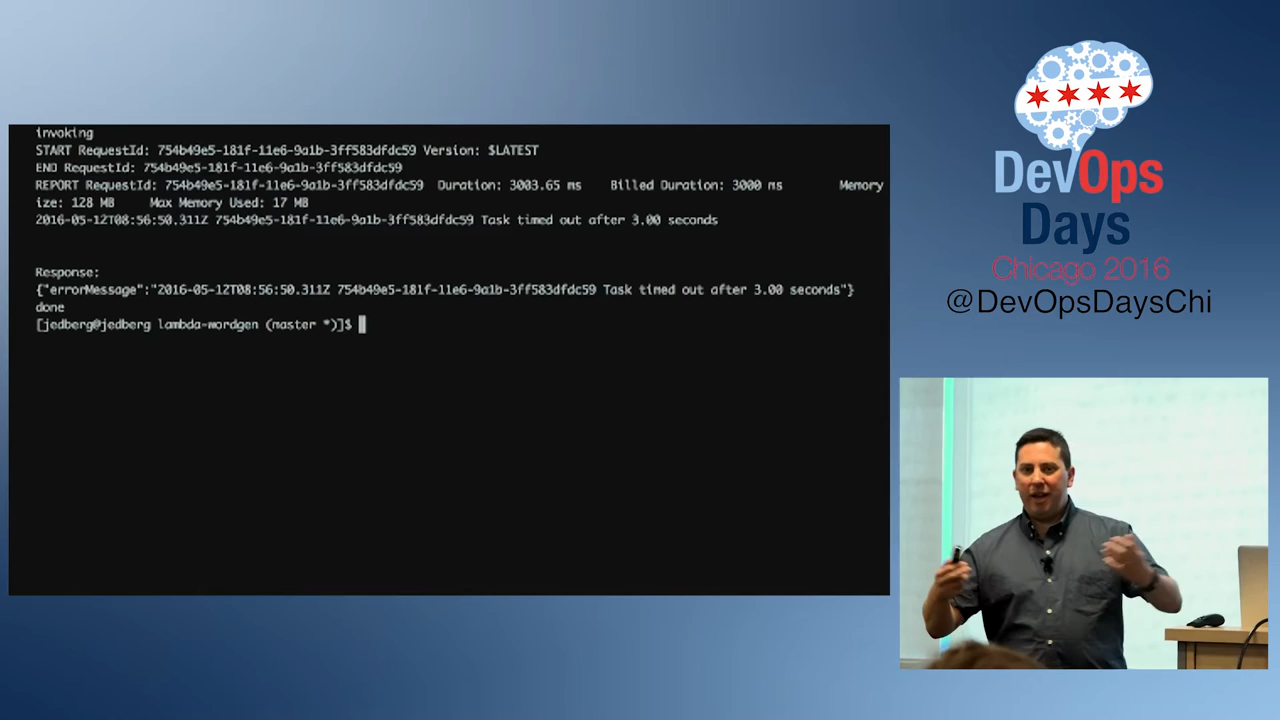 invoking
START RequestId: 754b49e5-181f-11e6-9a1b-3ff583dfdc59 Version: $LATEST
END RequestId: 754b49e5-181f-11e6-9a1b-3ff583dfdc59
REPORT RequestId: 754b49e5-181f-11e6-9a1b-3ff583dfdc59 Duration: 3003.65 ms Billed Duration: 3000 ms Memory
ize: 128 MB Max Memory Used: 17 MB
2016-05-12T08:56:50.311Z 754b49e5-181f-11e6-9a1b-3ff583dfdc59 Task timed out after 3.00 seconds
Response:
{"errorMessage":"2016-05-12T08:56:50.311Z 754b49e5-181f-11e6-9a1b-3ff583dfdc59 Task timed out after 3.00 seconds"}
done
[jedberg@jedberg lambda-wordgen (master *)]$
DevOps
Days
Chicago 2016
@DevOpsDaysChi